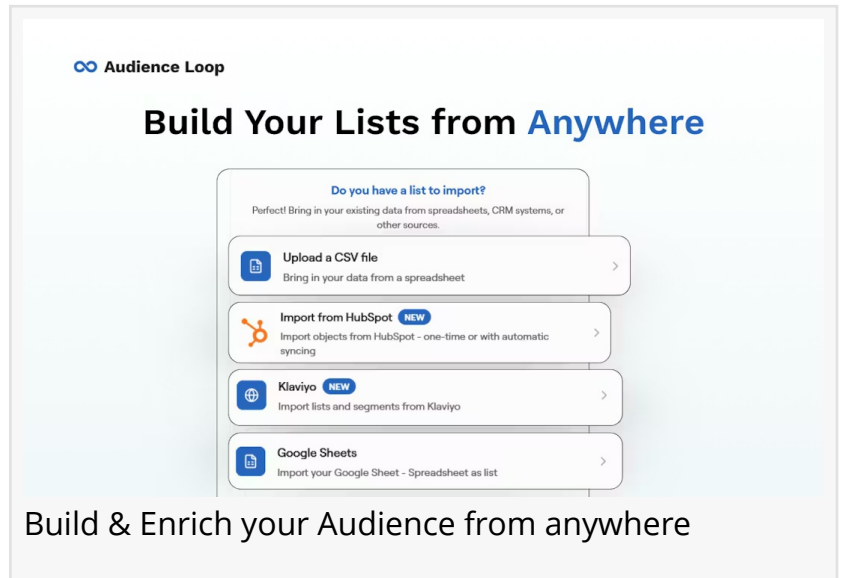 Audience Loop
Build Your Lists from Anywhere
Do you have a list to import?
Perfect! Bring in your existing data from spreadsheets, CRM systems, or
other sources.
Upload a CSV file
Bring in your data from a spreadsheet
Import from HubSpot NEW
Import objects from HubSpot - one-time or with automatic
syncing
Klaviyo NEW
Import lists and segments from Klaviyo
Google Sheets
Import your Google Sheet - Spreadsheet as list
Build & Enrich your Audience from anywhere